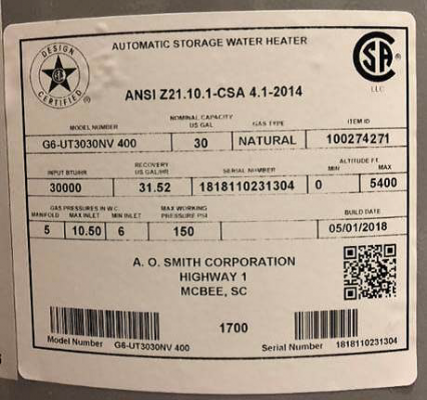 DESIGN
CERTIFIED
AUTOMATIC STORAGE WATER HEATER
ANSI Z21.10.1-CSA 4.1-2014
LLC
MODEL NUMBER NOMINAL CAPACITY US GAL GAS TYPE ITEM ID
G6-UT3030NV 400 30 NATURAL 100274271
INPUT BTU/HR RECOVERY US GAL/HR SERIAL NUMBER MIN ALTITUDE FT MAX
30000 31.52 1818110231304 0 5400
GAS PRESSURES IN W.C.
MANIFOLD MAX INLET MIN INLET MAX WORKING PRESSURE PSI BUILD DATE
5 10.50 6 150 05/01/2018
A. O. SMITH CORPORATION
HIGHWAY 1
MCBEE, SC
1700
Model Number G6-UT3030NV 400 Serial Number 1818110231304